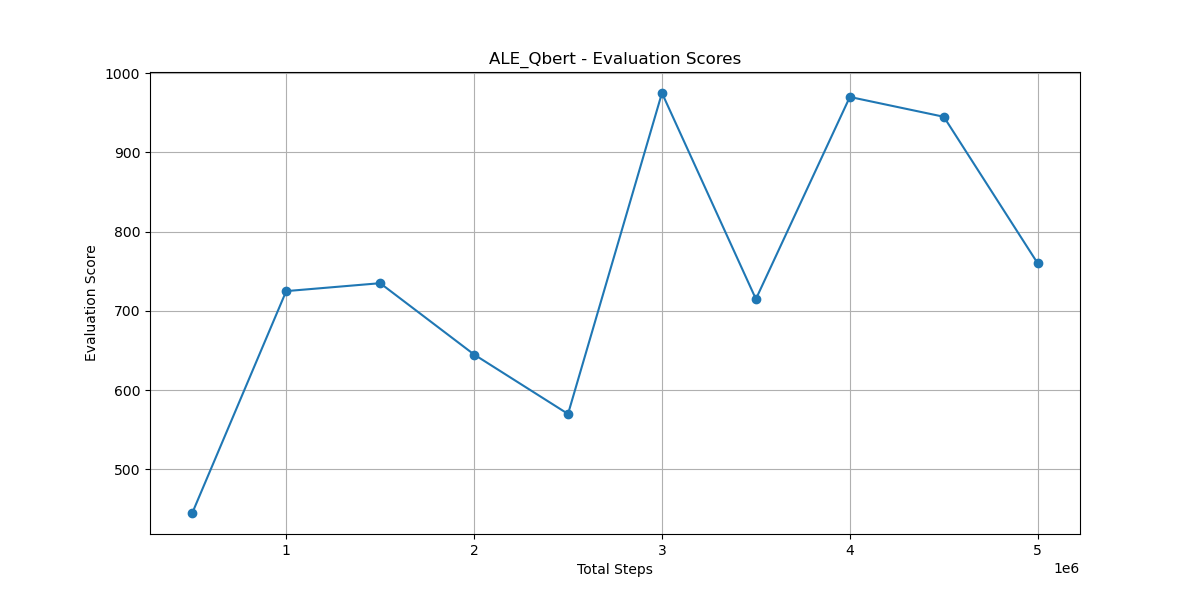 ALE_Qbert - Evaluation Scores
1000
900
800
700
600
500
Evaluation Score
1
2
3
4
5
1e6
Total Steps